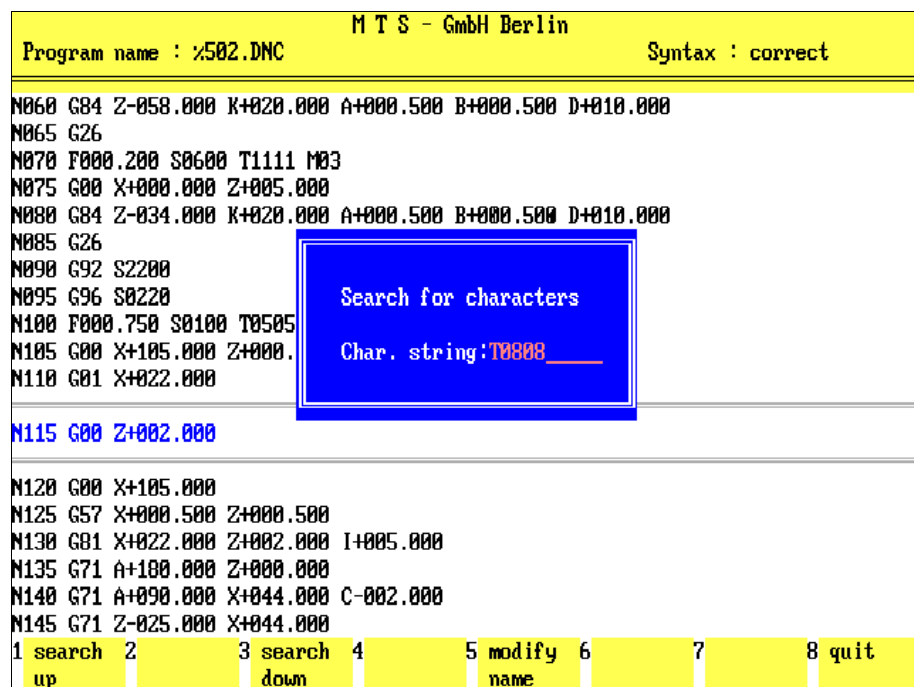 M T S - GmbH Berlin
Program name : %502.DNC Syntax : correct
N060 G84 Z-058.000 K+020.000 A+000.500 B+000.500 D+010.000
N065 G26
N070 F000.200 S0600 T1111 M03
N075 G00 X+000.000 Z+005.000
N080 G84 Z-034.000 K+020.000 A+000.500 B+000.500 D+010.000
N085 G26
N090 G92 S2200
N095 G96 S0220
N100 F000.750 S0100 T0505
N105 G00 X+105.000 Z+000.
N110 G01 X+022.000
Search for characters
Char. string:T0808_____
N115 G00 Z+002.000
N120 G00 X+105.000
N125 G57 X+000.500 Z+000.500
N130 G81 X+022.000 Z+002.000 I+005.000
N135 G71 A+180.000 Z+000.000
N140 G71 A+090.000 X+044.000 C-002.000
N145 G71 Z-025.000 X+044.000
1 search 2 3 search 4 5 modify 6 7 8 quit
up down name